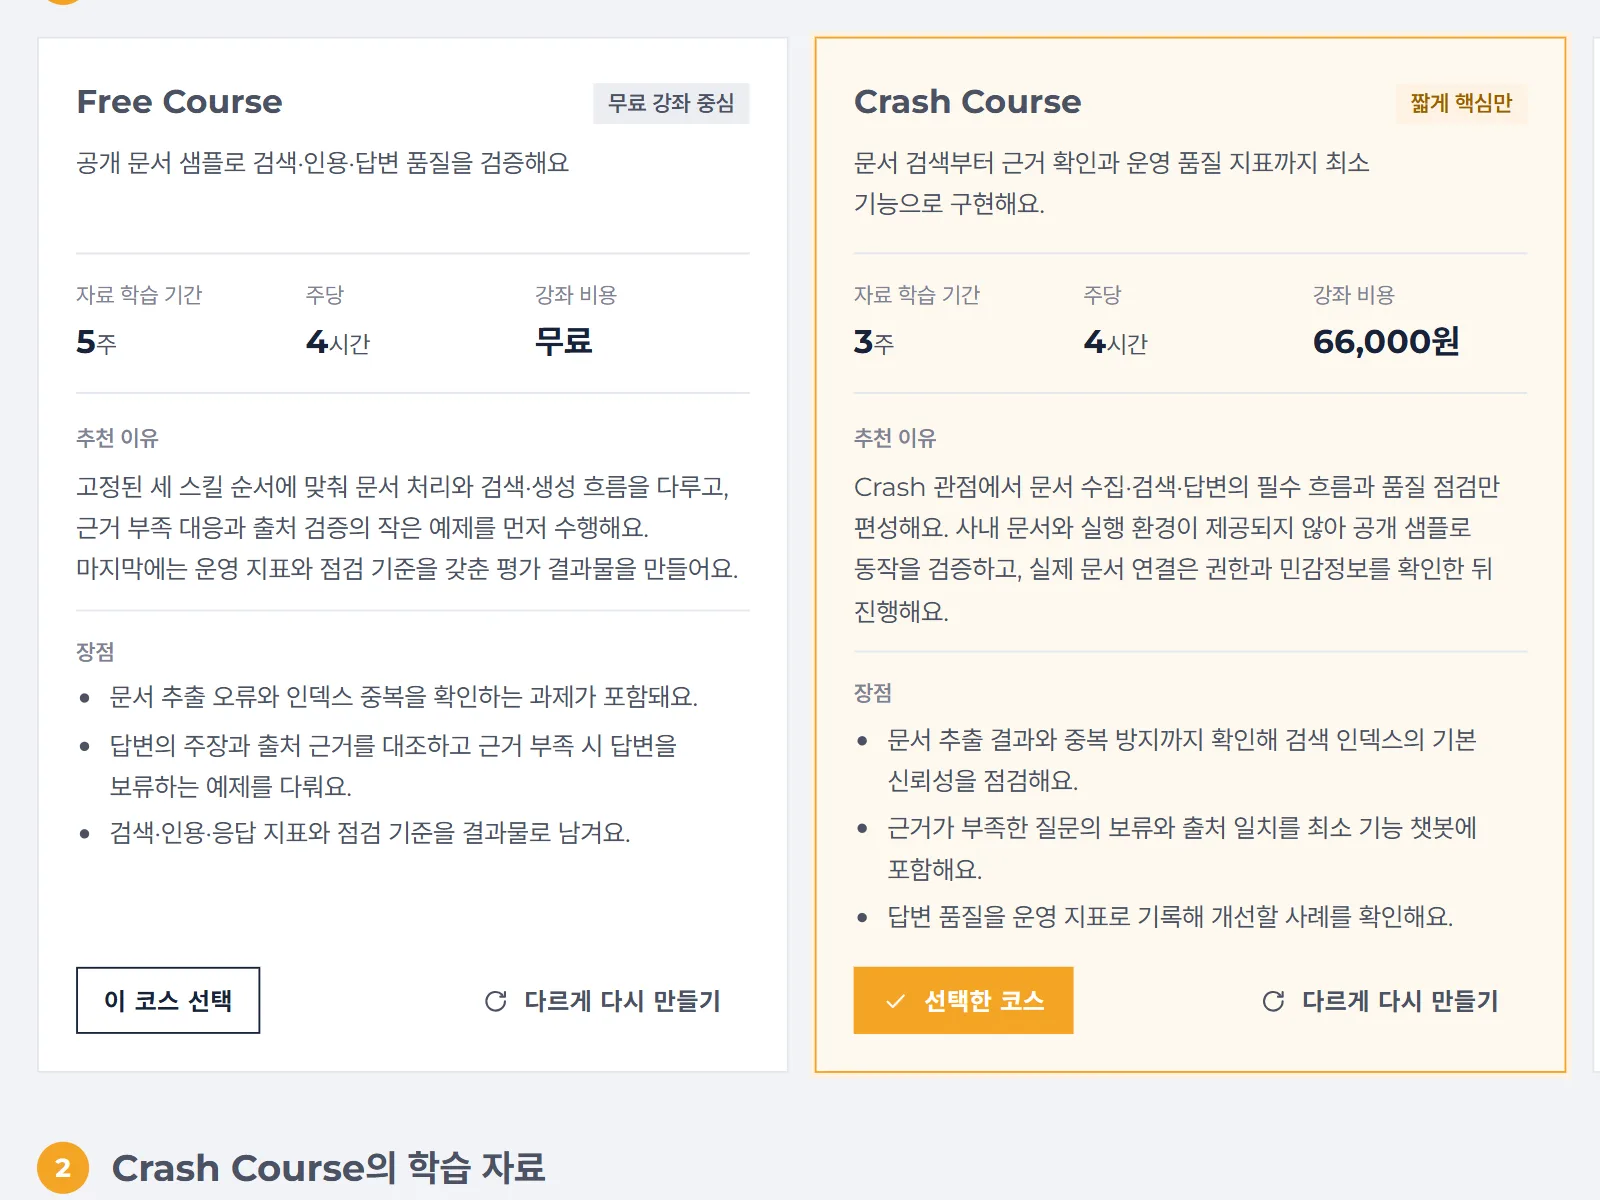 Free Course
무료 강좌 중심
공개 문서 샘플로 검색·인용·답변 품질을 검증해요
자료 학습 기간
주당
강좌 비용
5주
4시간
무료
추천 이유
고정된 세 스킬 순서에 맞춰 문서 처리와 검색·생성 흐름을 다루고,
근거 부족 대응과 출처 검증의 작은 예제를 먼저 수행해요.
마지막에는 운영 지표와 점검 기준을 갖춘 평가 결과물을 만들어요.
장점
문서 추출 오류와 인덱스 중복을 확인하는 과제가 포함돼요.
답변의 주장과 출처 근거를 대조하고 근거 부족 시 답변을
보류하는 예제를 다뤄요.
검색·인용·응답 지표와 점검 기준을 결과물로 남겨요.
이 코스 선택
다르게 다시 만들기
Crash Course
짧게 핵심만
문서 검색부터 근거 확인과 운영 품질 지표까지 최소
기능으로 구현해요.
자료 학습 기간
주당
강좌 비용
3주
4시간
66,000원
추천 이유
Crash 관점에서 문서 수집·검색·답변의 필수 흐름과 품질 점검만
편성해요. 사내 문서와 실행 환경이 제공되지 않아 공개 샘플로
동작을 검증하고, 실제 문서 연결은 권한과 민감정보를 확인한 뒤
진행해요.
장점
문서 추출 결과와 중복 방지까지 확인해 검색 인덱스의 기본
신뢰성을 점검해요.
근거가 부족한 질문의 보류와 출처 일치를 최소 기능 챗봇에
포함해요.
답변 품질을 운영 지표로 기록해 개선할 사례를 확인해요.
선택한 코스
다르게 다시 만들기
2
Crash Course의 학습 자료